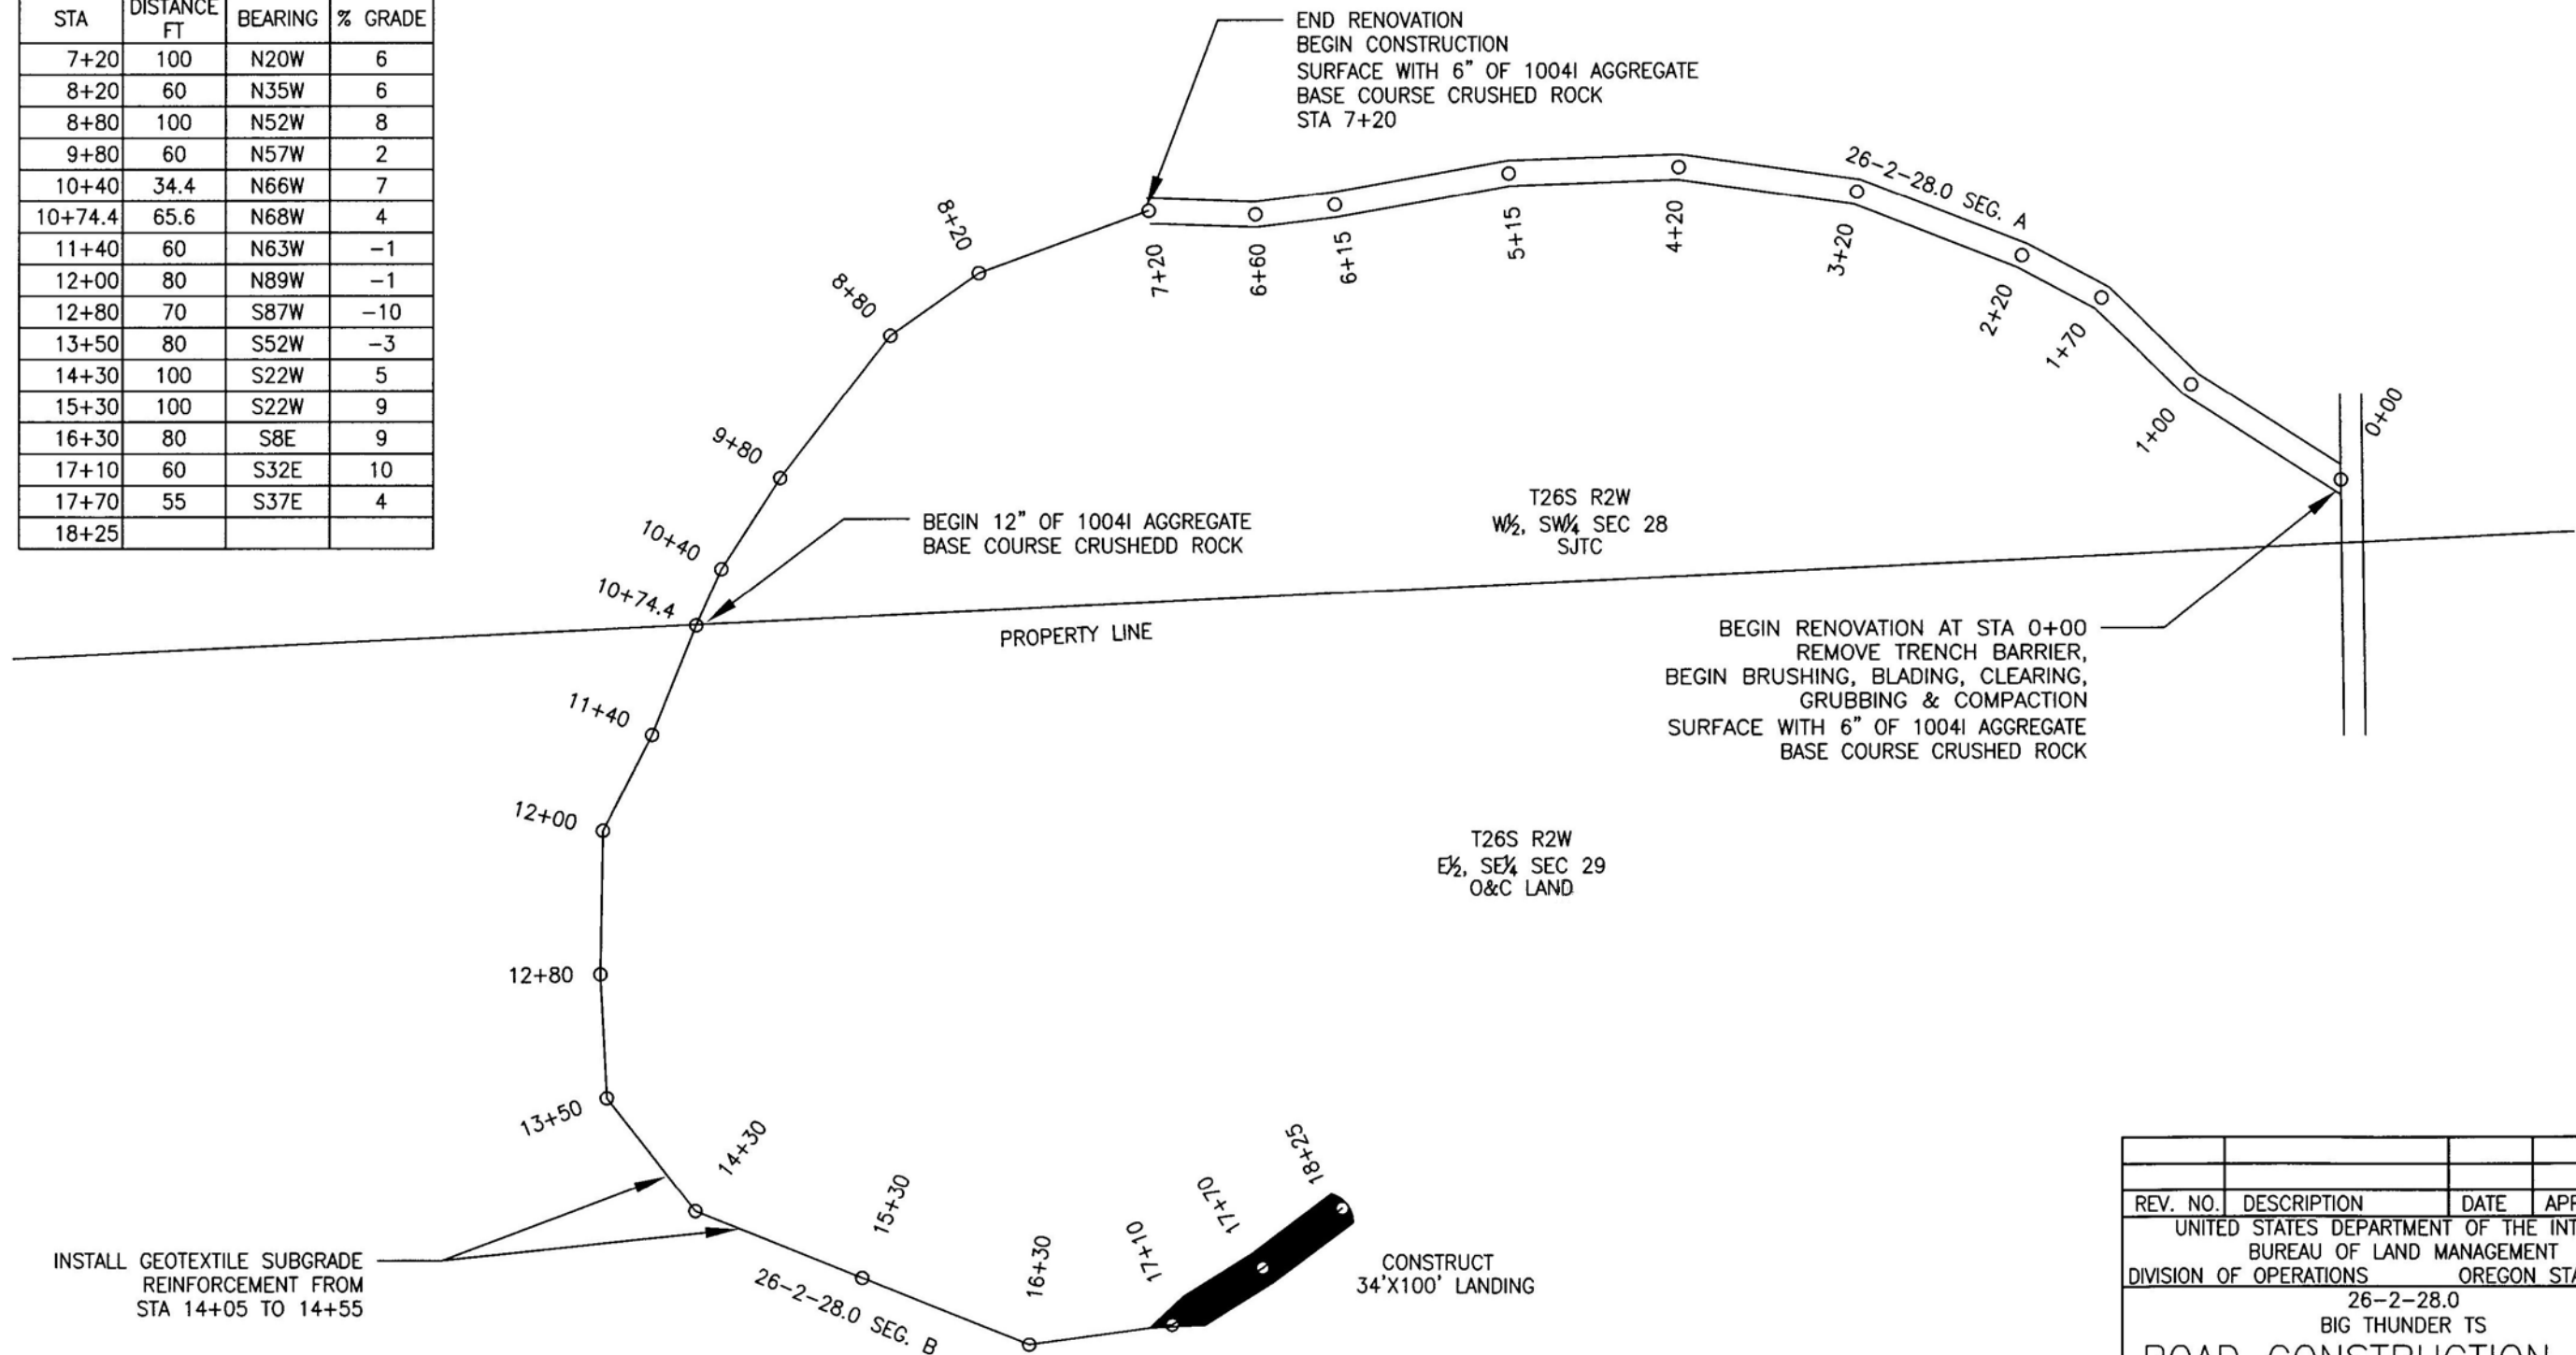 STA DISTANCE FT BEARING % GRADE
7+20 100 N20W 6
8+20 60 N35W 6
8+80 100 N52W 8
9+80 60 N57W 2
10+40 34.4 N66W 7
10+74.4 65.6 N68W 4
11+40 60 N63W -1
12+00 80 N89W -1
12+80 70 S87W -10
13+50 80 S52W -3
14+30 100 S22W 5
15+30 100 S22W 9
16+30 80 S8E 9
17+10 60 S32E 10
17+70 55 S37E 4
18+25
END RENOVATION
BEGIN CONSTRUCTION
SURFACE WITH 6" OF 1004I AGGREGATE
BASE COURSE CRUSHED ROCK
STA 7+20
26-2-28.0 SEG. A
0+00
1+00
1+70
2+20
3+20
4+20
5+15
6+15
6+60
7+20
8+20
8+80
9+80
10+40
10+74.4
BEGIN 12" OF 1004I AGGREGATE
BASE COURSE CRUSHEDD ROCK
T26S R2W
W½, SW¼ SEC 28
SJTC
PROPERTY LINE
BEGIN RENOVATION AT STA 0+00
REMOVE TRENCH BARRIER,
BEGIN BRUSHING, BLADING, CLEARING,
GRUBBING & COMPACTION
SURFACE WITH 6" OF 1004I AGGREGATE
BASE COURSE CRUSHED ROCK
11+40
12+00
12+80
13+50
14+30
15+30
16+30
17+10
17+70
18+25
T26S R2W
E½, SE¼ SEC 29
O&C LAND
INSTALL GEOTEXTILE SUBGRADE
REINFORCEMENT FROM
STA 14+05 TO 14+55
26-2-28.0 SEG. B
CONSTRUCT
34'X100' LANDING
REV. NO. DESCRIPTION DATE APP
UNITED STATES DEPARTMENT OF THE INT
BUREAU OF LAND MANAGEMENT
DIVISION OF OPERATIONS OREGON STA
26-2-28.0
BIG THUNDER TS
ROAD CONSTRUCTION